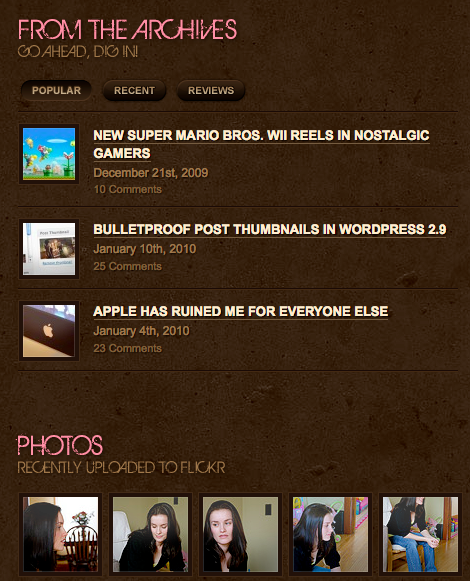 FROM THE ARCHIVES
GO AHEAD, DIG IN!
POPULAR RECENT REVIEWS
NEW SUPER MARIO BROS. WII REELS IN NOSTALGIC
GAMERS
December 21st, 2009
10 Comments
BULLETPROOF POST THUMBNAILS IN WORDPRESS 2.9
January 10th, 2010
25 Comments
APPLE HAS RUINED ME FOR EVERYONE ELSE
January 4th, 2010
23 Comments
PHOTOS
RECENTLY UPLOADED TO FLICKR